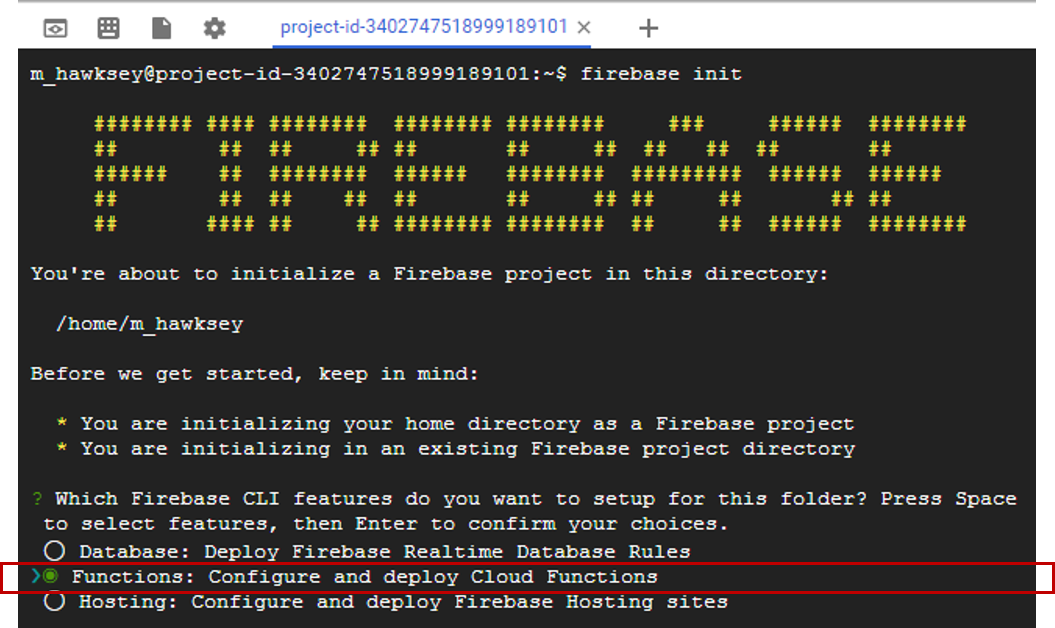 project-id-3402747518999189101
m_hawksey@project-id-3402747518999189101:~$ firebase init
######## #### ########  ######## ########     ###     ######  ########
##        ##  ##     ## ##       ##     ##  ##   ##  ##       ##
######    ##  ########  ######   ########  #########  ######  ######
##        ##  ##    ##  ##       ##     ## ##     ##       ## ##
##       #### ##     ## ######## ########  ##     ##  ######  ########
You're about to initialize a Firebase project in this directory:
/home/m_hawksey
Before we get started, keep in mind:
* You are initializing your home directory as a Firebase project
* You are initializing in an existing Firebase project directory
? Which Firebase CLI features do you want to setup for this folder? Press Space
to select features, then Enter to confirm your choices.
◯ Database: Deploy Firebase Realtime Database Rules
❯◉ Functions: Configure and deploy Cloud Functions
◯ Hosting: Configure and deploy Firebase Hosting sites